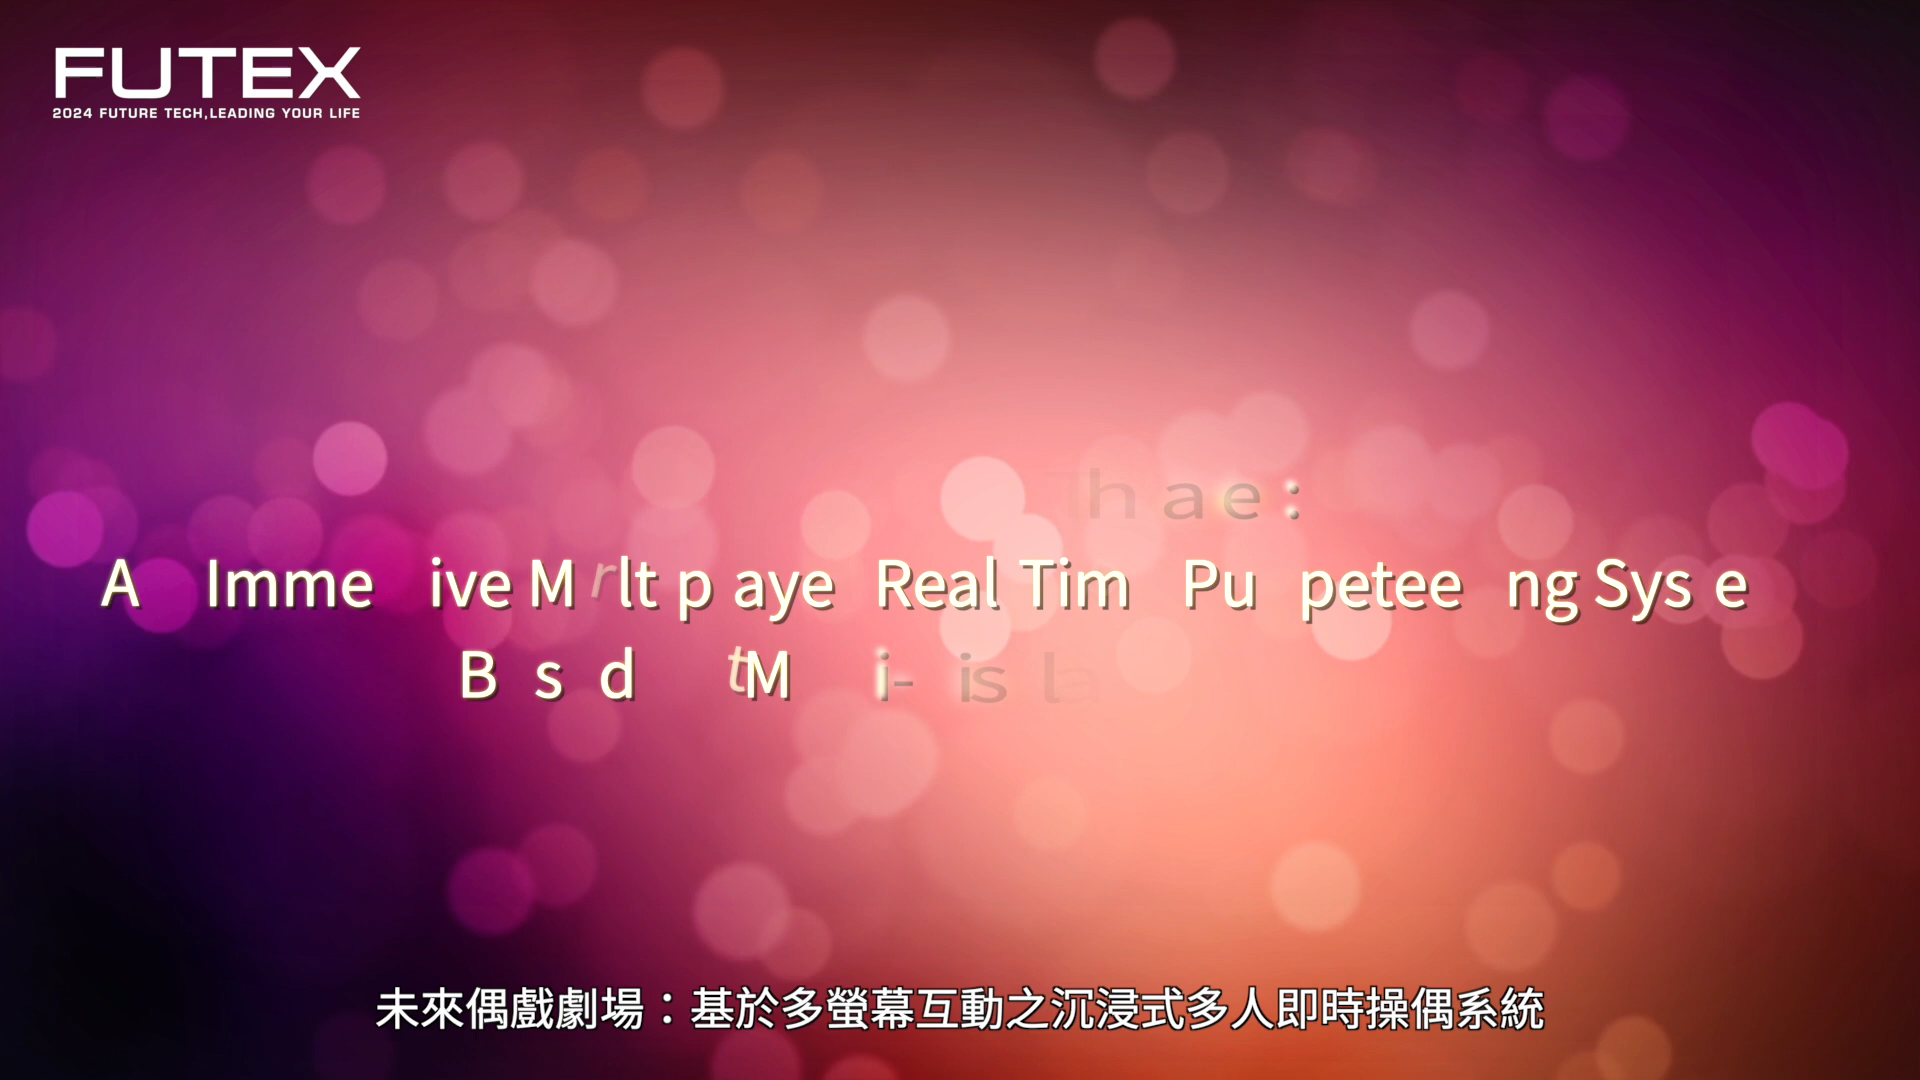 FUTEX
2024 FUTURE TECH,LEADING YOUR LIFE
h a e :
A Imme ive M r lt p aye Real Tim Pu petee ng Sys e
B s d t M i- is la
未來偶戲劇場：基於多螢幕互動之沉浸式多人即時操偶系統